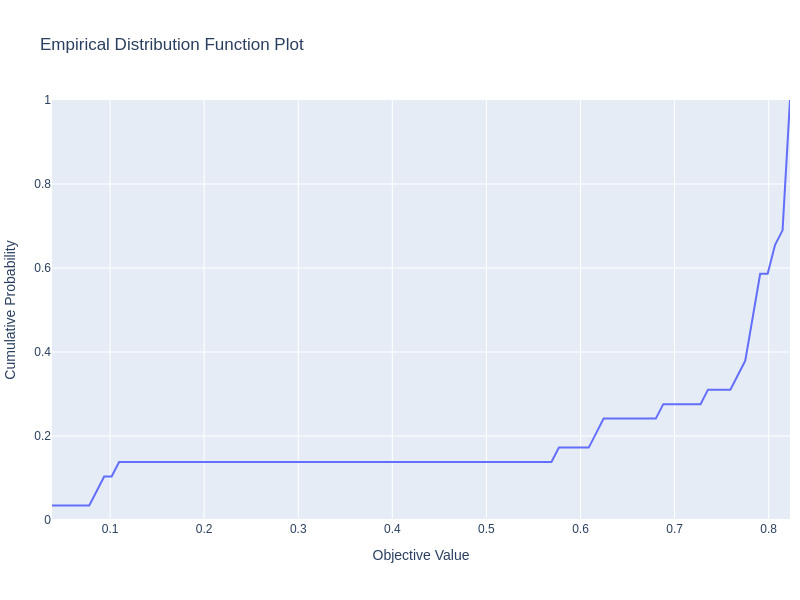 Empirical Distribution Function Plot
1
0.8
0.6
0.4
0.2
0
Cumulative Probability
0.1 0.2 0.3 0.4 0.5 0.6 0.7 0.8
Objective Value